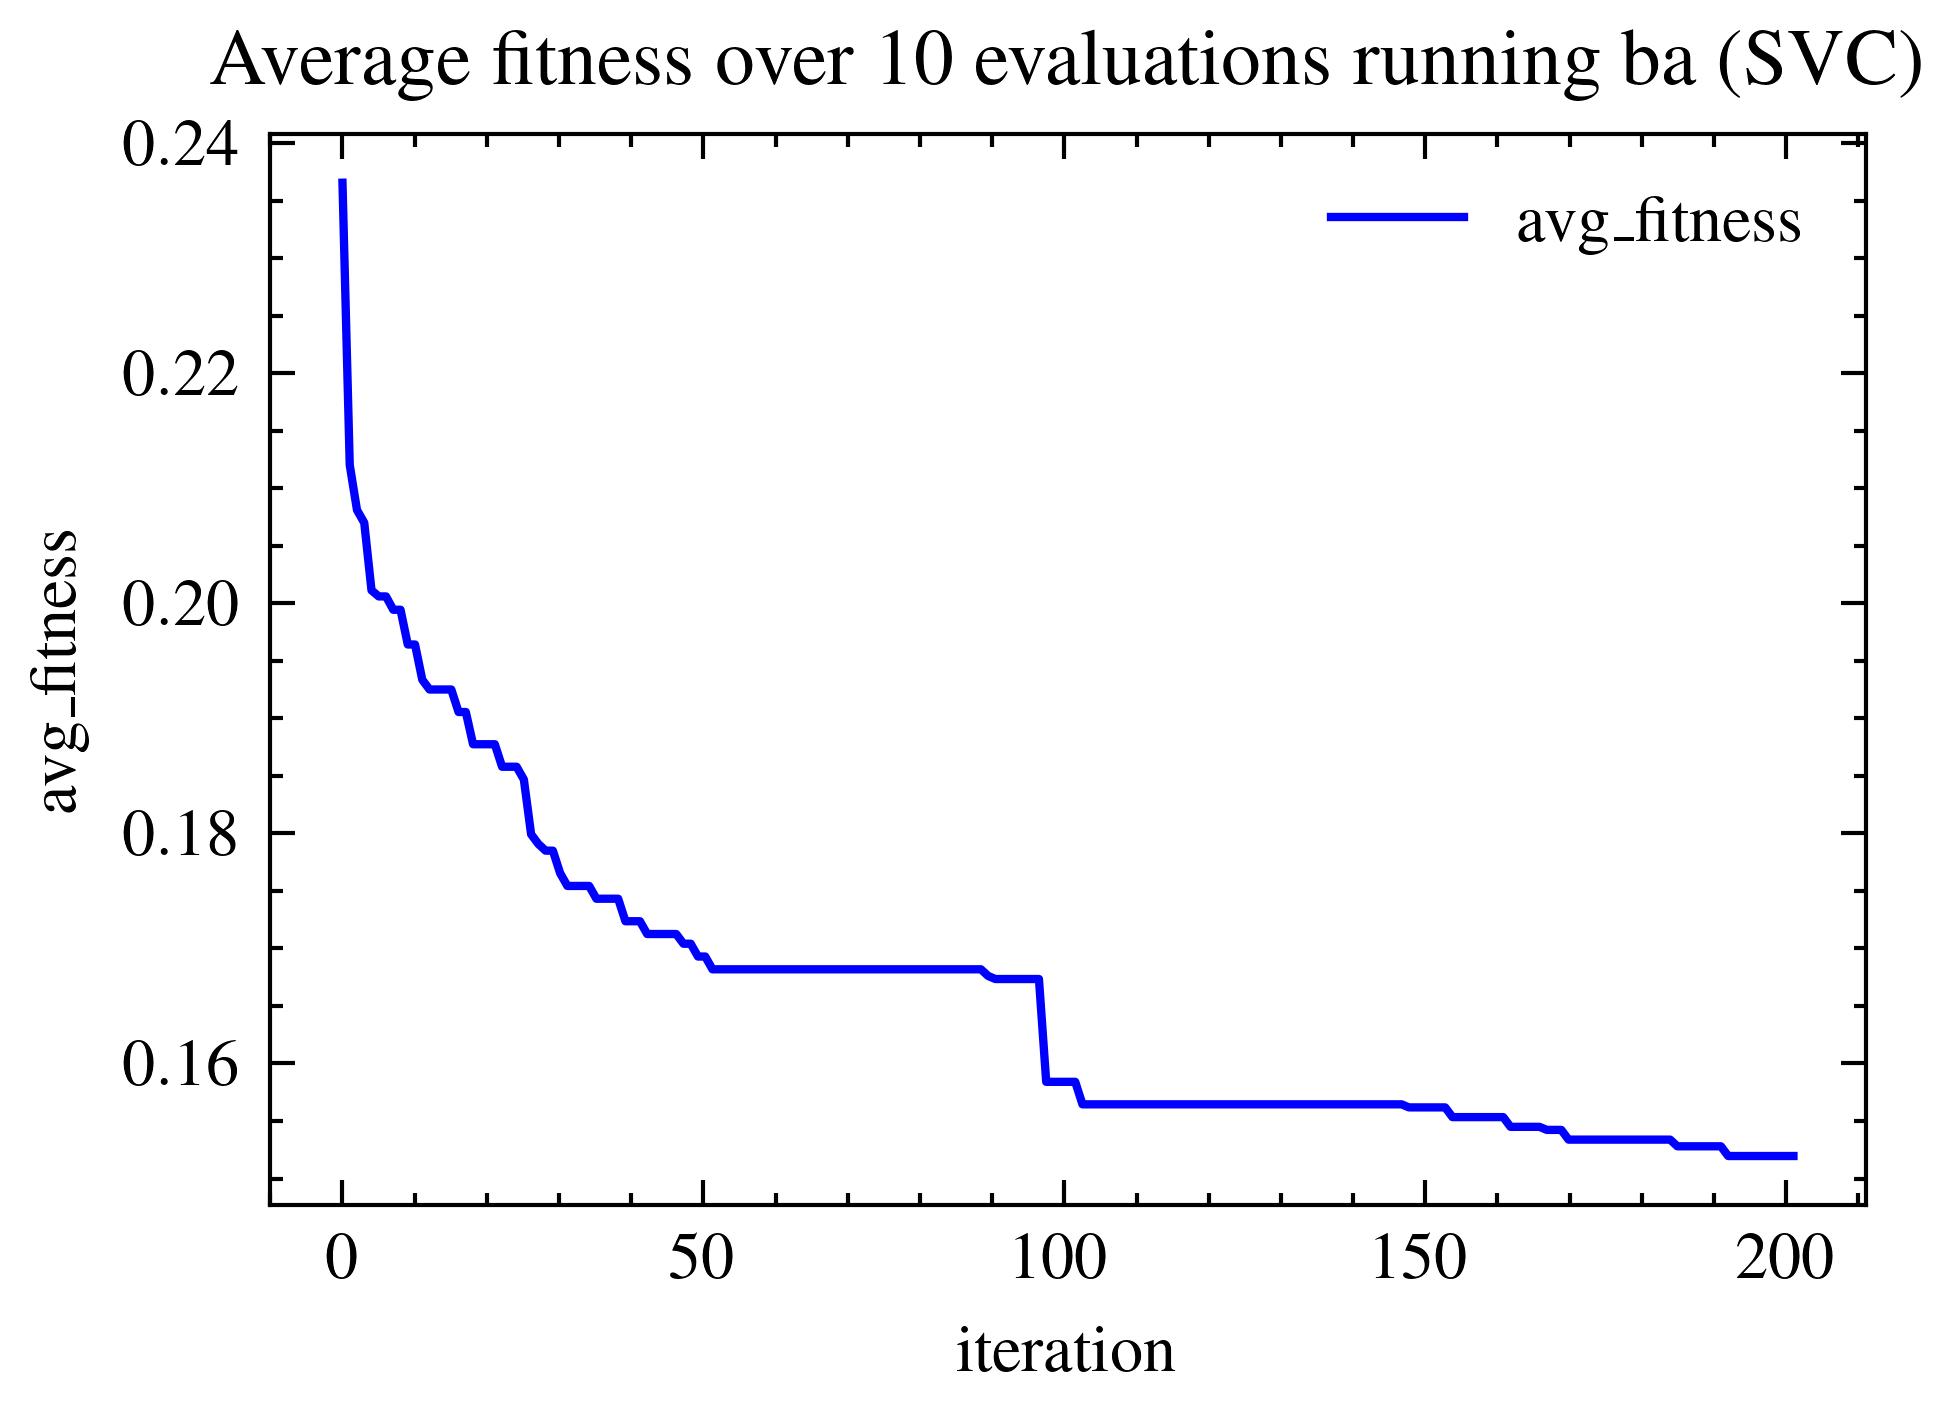 Average fitness over 10 evaluations running ba (SVC)
avg_fitness
0.24
0.22
0.20
0.18
0.16
avg_fitness
0 50 100 150 200
iteration